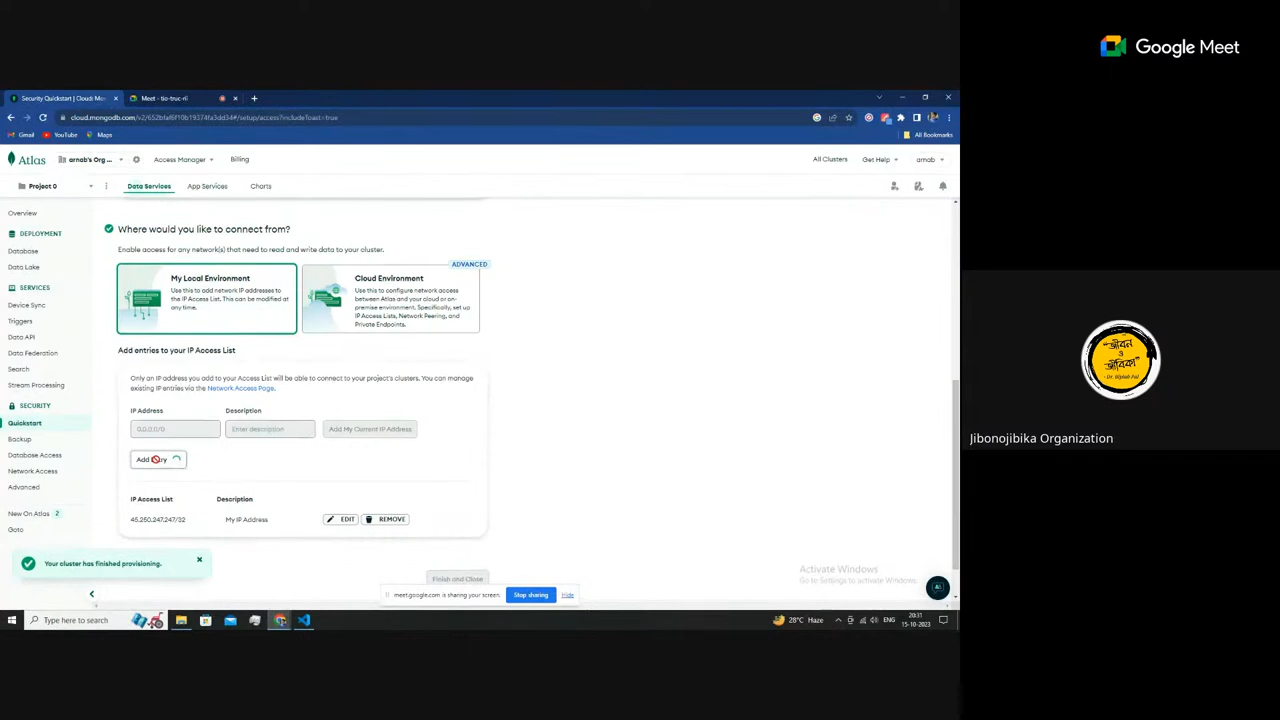 Google Meet
Security Quickstart | Cloud: Mon
Meet - tio-truc-rii
cloud.mongodb.com/v2/652bfaf6f10b19374fa3dd34#/setup/access?includeToast=true
Gmail
YouTube
Maps
All Bookmarks
Atlas
arnab's Org ...
Access Manager
Billing
All Clusters
Get Help
arnab
Project 0
Data Services
App Services
Charts
Overview
DEPLOYMENT
Database
Data Lake
SERVICES
Device Sync
Triggers
Data API
Data Federation
Search
Stream Processing
SECURITY
Quickstart
Backup
Database Access
Network Access
Advanced
New On Atlas 2
Goto
Where would you like to connect from?
Enable access for any network(s) that need to read and write data to your cluster.
ADVANCED
My Local Environment
Use this to add network IP addresses to
the IP Access List. This can be modified at
any time.
Cloud Environment
Use this to configure network access
between Atlas and your cloud or on-
premise environment. Specifically, set up
IP Access Lists, Network Peering, and
Private Endpoints.
Add entries to your IP Access List
Only an IP address you add to your Access List will be able to connect to your project's clusters. You can manage
existing IP entries via the Network Access Page.
IP Address
Description
0.0.0.0/0
Enter description
Add My Current IP Address
Add Entry
IP Access List
Description
45.250.247.247/32
My IP Address
EDIT
REMOVE
Your cluster has finished provisioning.
Finish and Close
Activate Windows
Go to Settings to activate Windows.
meet.google.com is sharing your screen.
Stop sharing
Hide
Type here to search
28°C Haze
ENG
20:31
15-10-2023
"জীবন
ও
জীবিকা"
- Dr. Biplab Pal
Jibonojibika Organization